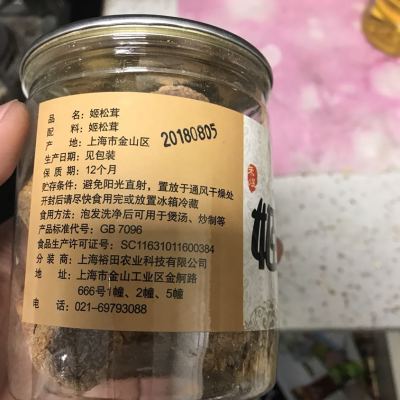 品　名：姬松茸
配　料：姬松茸
产　地：上海市金山区
20180805
生产日期：见包装
保 质 期：12个月
贮存条件：避免阳光直射，置放于通风干燥处
开封后请尽快食用完或放置冰箱冷藏
食用方法：泡发洗净后可用于煲汤、炒制等
产品标准代号：GB 7096
食品生产许可证号：SC11631011600384
分 装 商：上海裕田农业科技有限公司
地　址：上海市金山工业区金舸路
666号1幢、2幢、5幢
电　话：021-69793088
姬